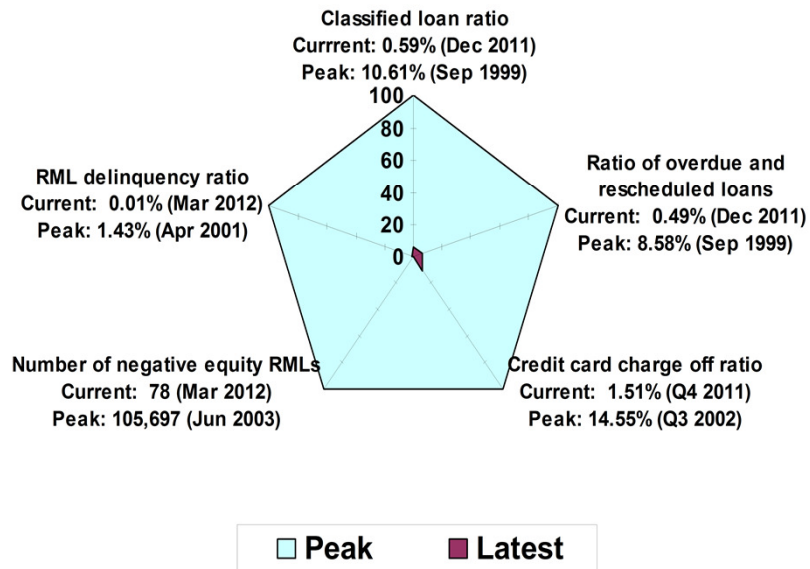 Classified loan ratio
Currrent: 0.59% (Dec 2011)
Peak: 10.61% (Sep 1999)
100
80
60
40
20
0
Ratio of overdue and
rescheduled loans
Current: 0.49% (Dec 2011)
Peak: 8.58% (Sep 1999)
RML delinquency ratio
Current: 0.01% (Mar 2012)
Peak: 1.43% (Apr 2001)
Number of negative equity RMLs
Current: 78 (Mar 2012)
Peak: 105,697 (Jun 2003)
Credit card charge off ratio
Current: 1.51% (Q4 2011)
Peak: 14.55% (Q3 2002)
Peak Latest